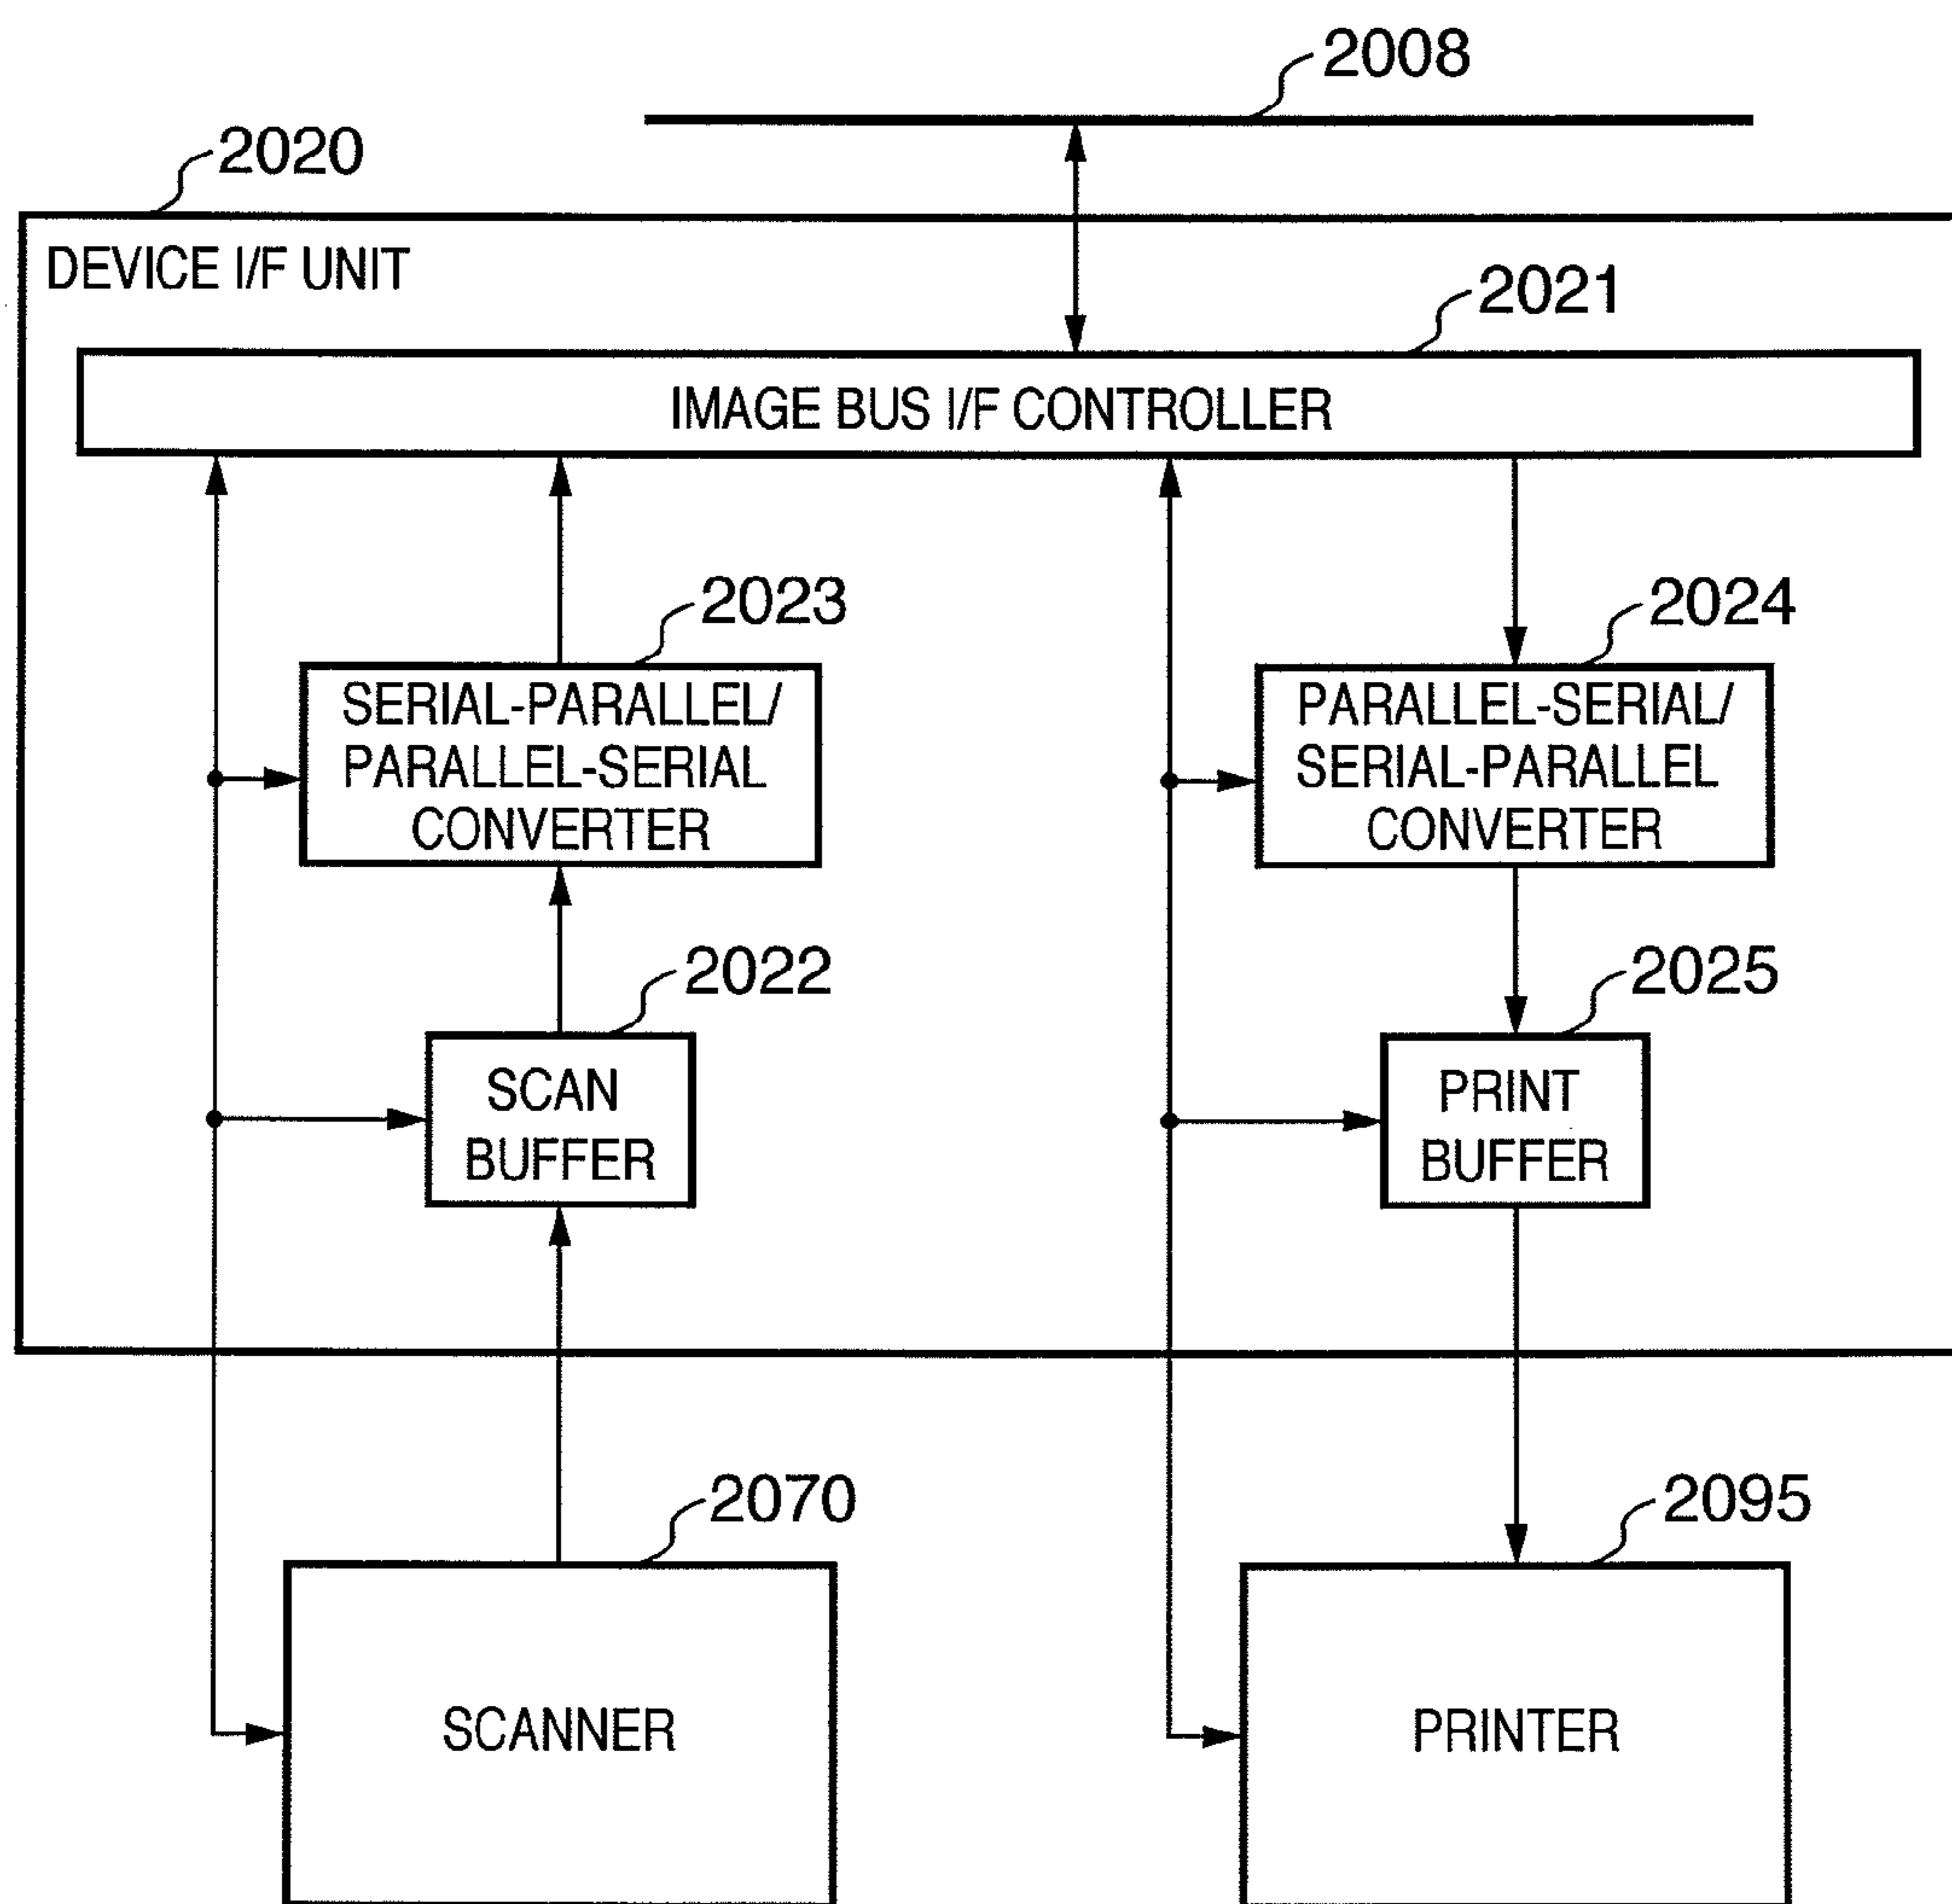 2008
2020
DEVICE I/F UNIT
2021
IMAGE BUS I/F CONTROLLER
2023
SERIAL-PARALLEL/
PARALLEL-SERIAL
CONVERTER
2024
PARALLEL-SERIAL/
SERIAL-PARALLEL
CONVERTER
2022
SCAN
BUFFER
2025
PRINT
BUFFER
2070
SCANNER
2095
PRINTER